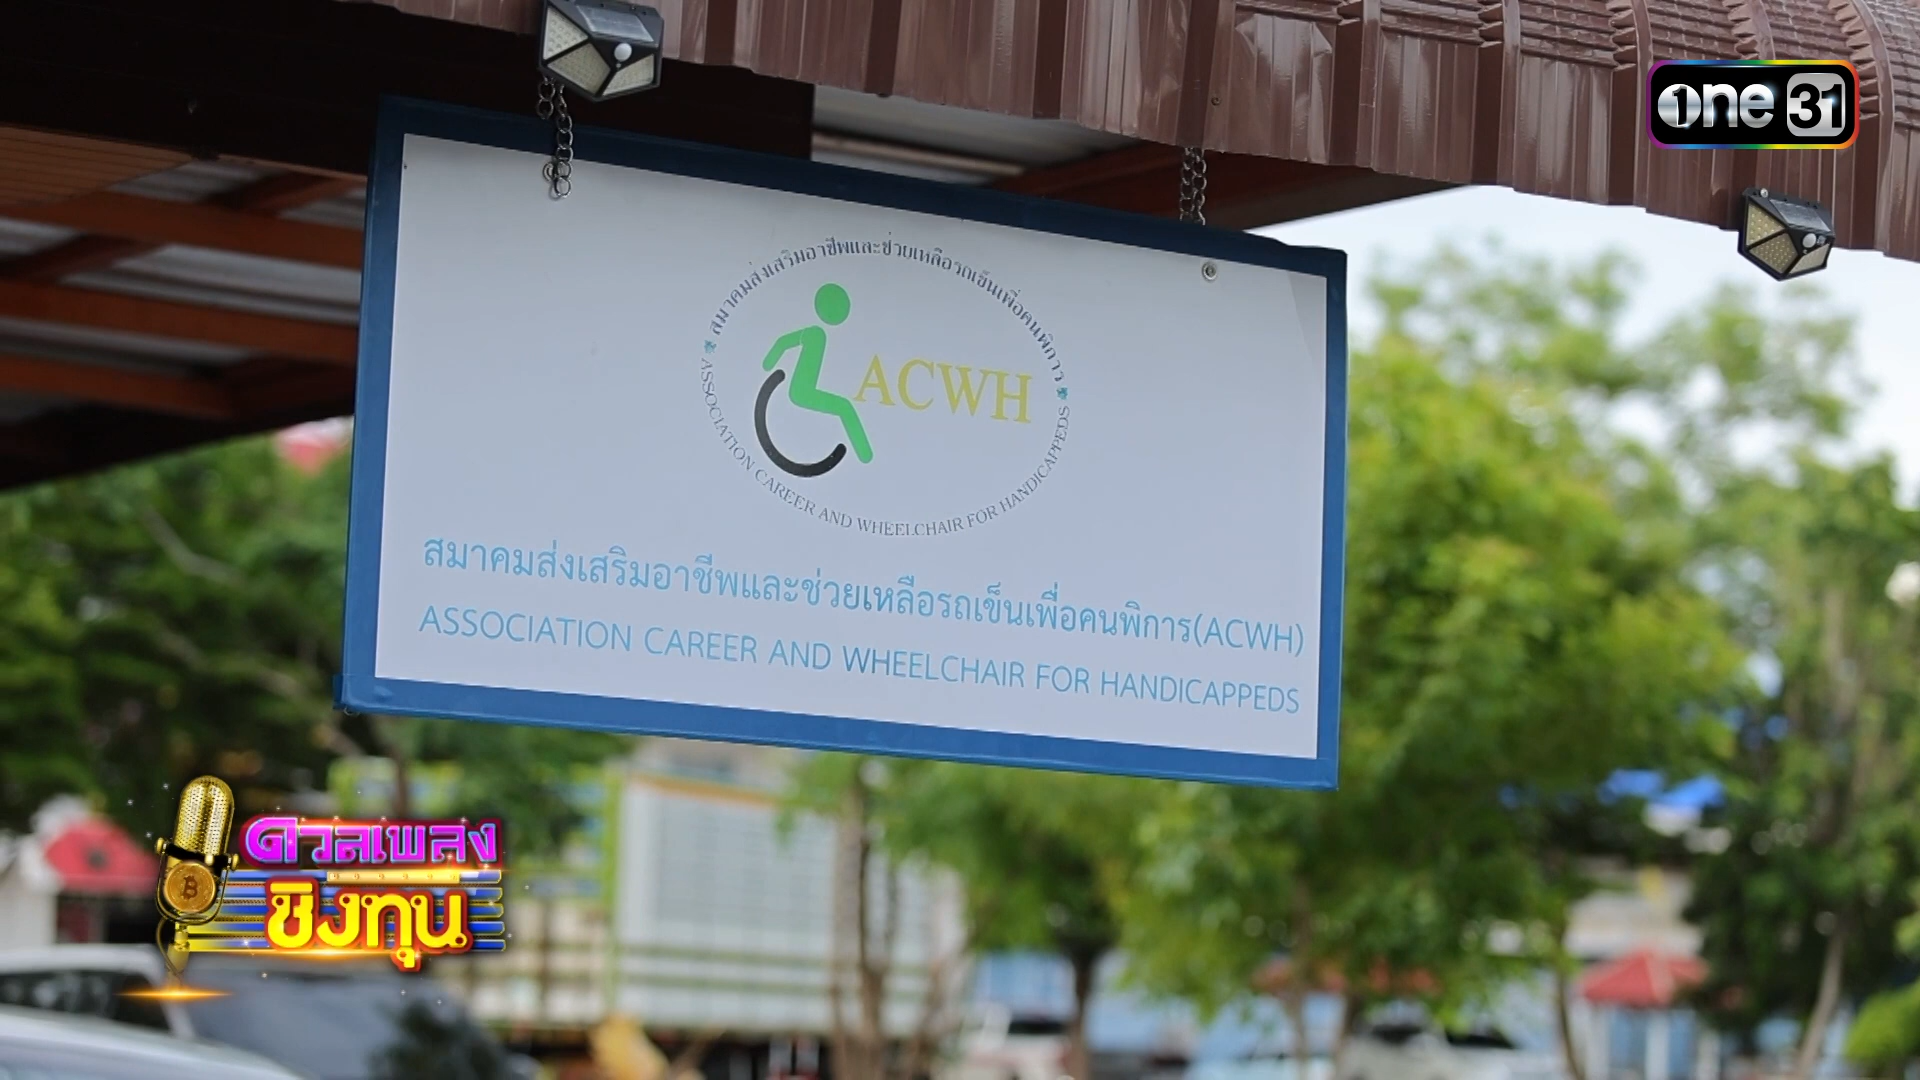 one 31
สมาคมส่งเสริมอาชีพและช่วยเหลือรถเข็นเพื่อคนพิการ
ACWH
ASSOCIATION CAREER AND WHEELCHAIR FOR HANDICAPPEDS
สมาคมส่งเสริมอาชีพและช่วยเหลือรถเข็นเพื่อคนพิการ(ACWH)
ASSOCIATION CAREER AND WHEELCHAIR FOR HANDICAPPEDS
ดวลเพลง
ชิงทุน